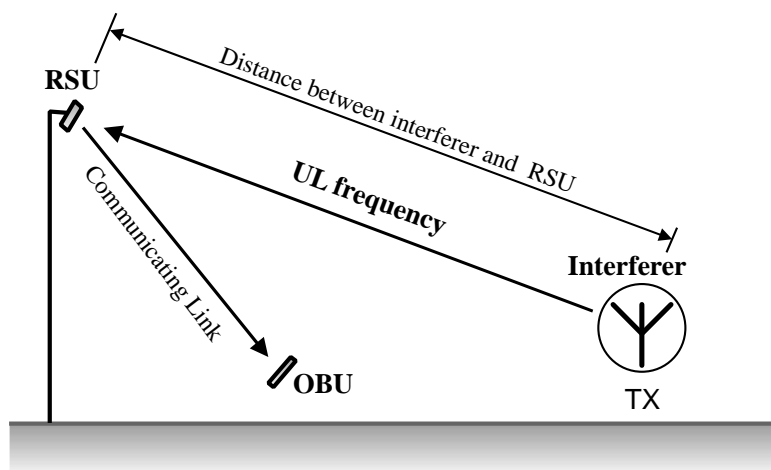 RSU
Distance between interferer and RSU
UL frequency
Communicating Link
Interferer
OBU
TX